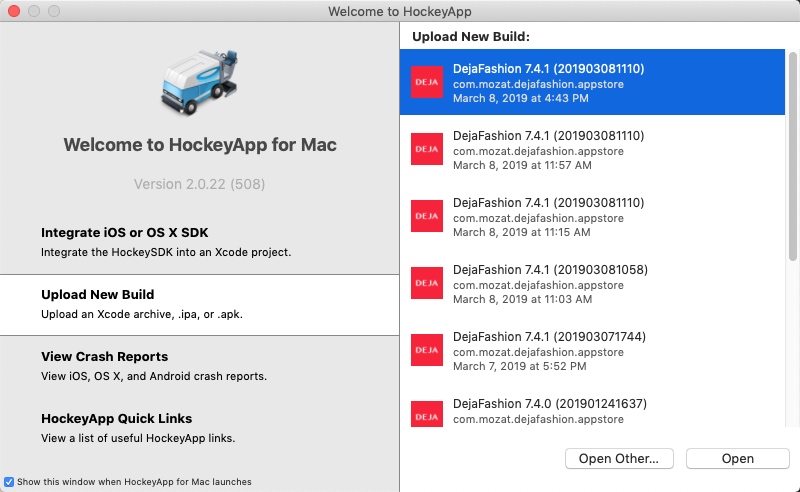 Welcome to HockeyApp
Welcome to HockeyApp for Mac
Version 2.0.22 (508)
Integrate iOS or OS X SDK
Integrate the HockeySDK into an Xcode project.
Upload New Build
Upload an Xcode archive, .ipa, or .apk.
View Crash Reports
View iOS, OS X, and Android crash reports.
HockeyApp Quick Links
View a list of useful HockeyApp links.
Show this window when HockeyApp for Mac launches
Upload New Build:
DEJA
DejaFashion 7.4.1 (201903081110)
com.mozat.dejafashion.appstore
March 8, 2019 at 4:43 PM
DEJA
DejaFashion 7.4.1 (201903081110)
com.mozat.dejafashion.appstore
March 8, 2019 at 11:57 AM
DEJA
DejaFashion 7.4.1 (201903081110)
com.mozat.dejafashion.appstore
March 8, 2019 at 11:15 AM
DEJA
DejaFashion 7.4.1 (201903081058)
com.mozat.dejafashion.appstore
March 8, 2019 at 11:03 AM
DEJA
DejaFashion 7.4.1 (201903071744)
com.mozat.dejafashion.appstore
March 7, 2019 at 5:52 PM
DEJA
DejaFashion 7.4.0 (201901241637)
com.mozat.dejafashion.appstore
Open Other...
Open